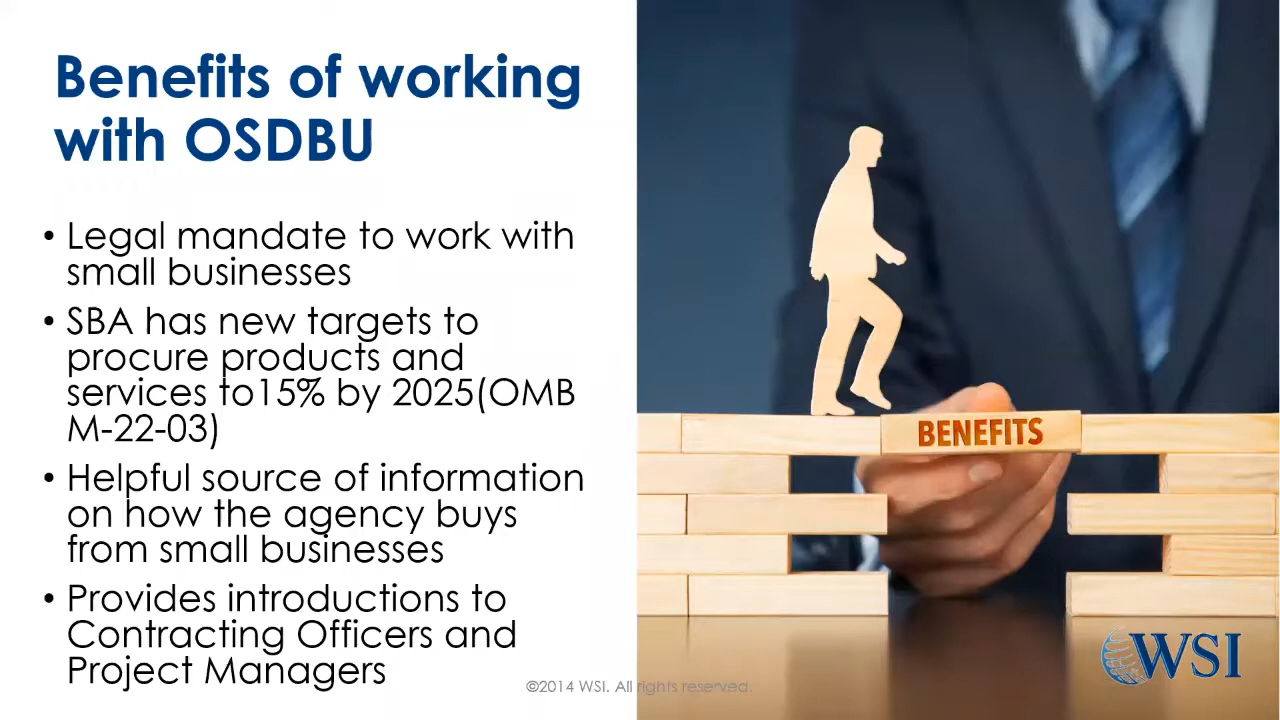 Benefits of working
with OSDBU
• Legal mandate to work with
small businesses
• SBA has new targets to
procure products and
services to15% by 2025(OMB
M-22-03)
• Helpful source of information
on how the agency buys
from small businesses
• Provides introductions to
Contracting Officers and
Project Managers
BENEFITS
WSI
©2014 WSI. All rights reserved.